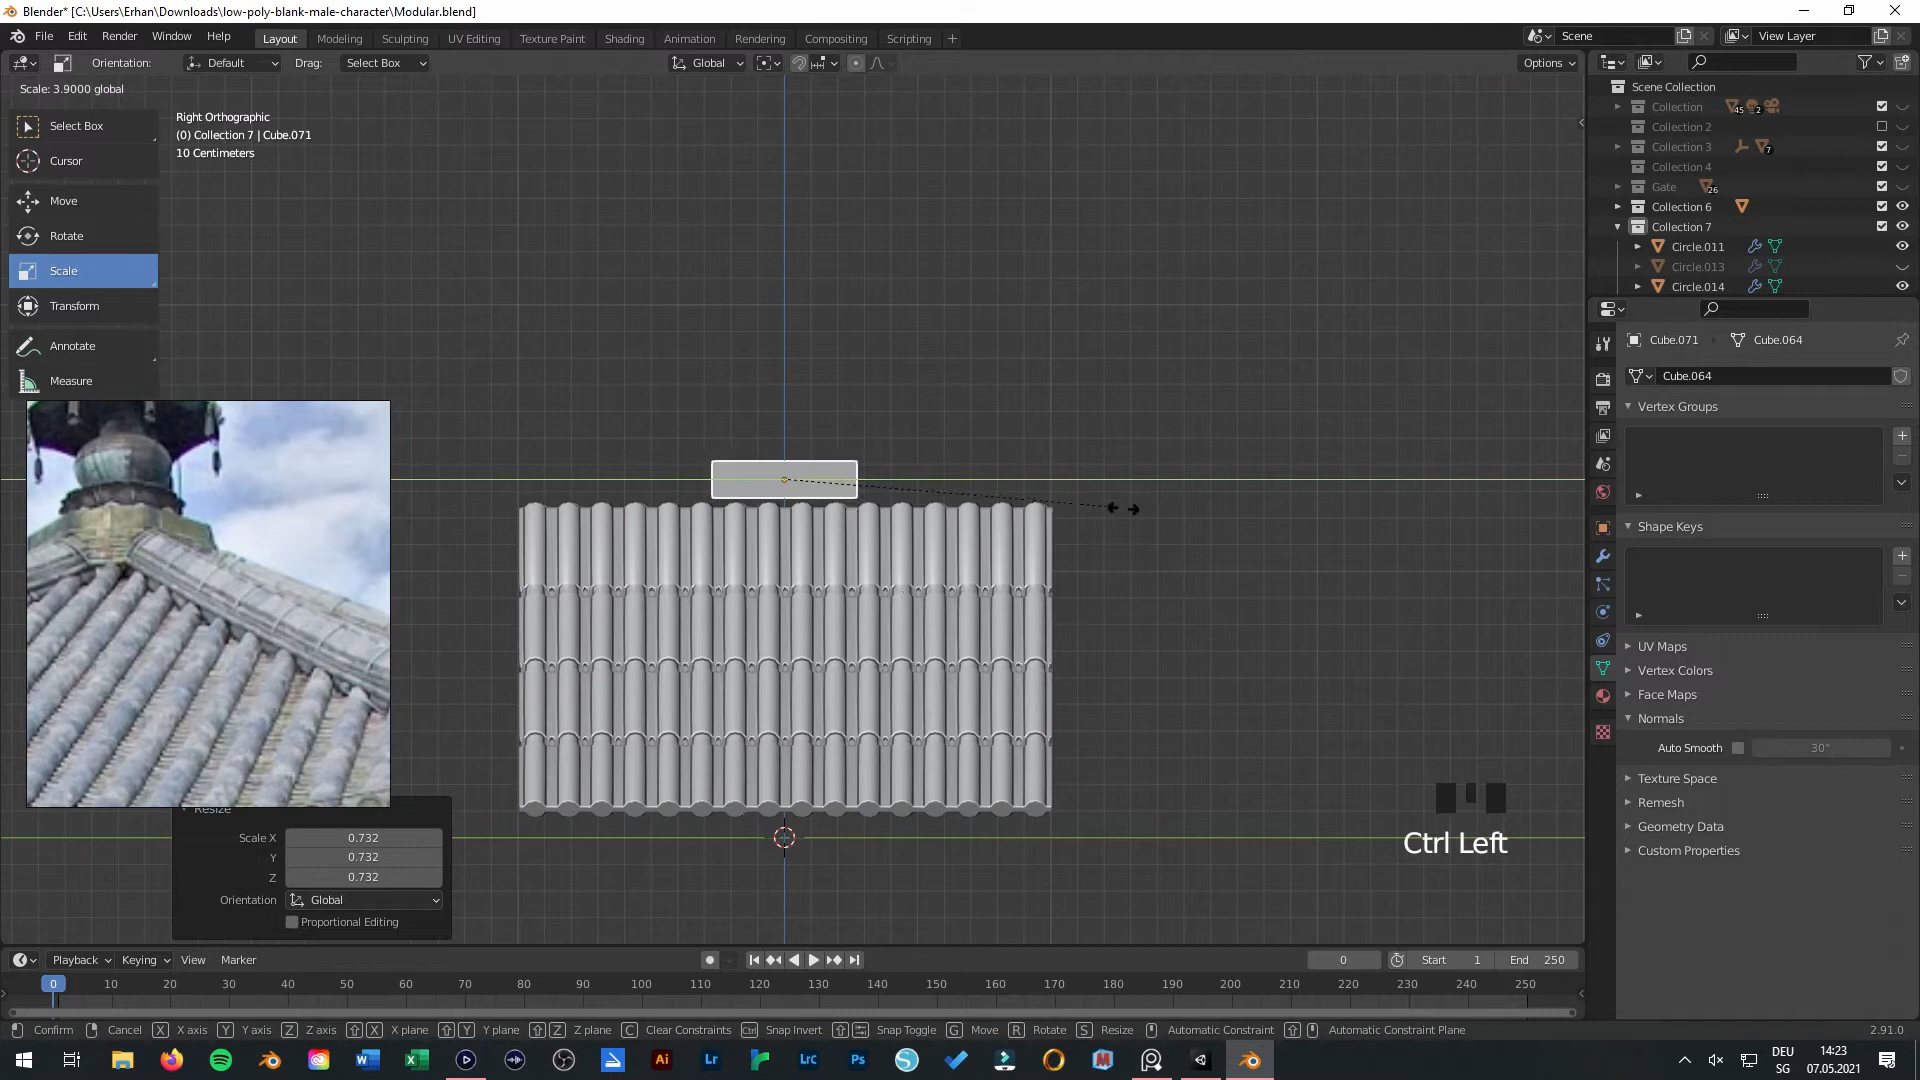 Blender* [C:\Users\Erhan\Downloads\low-poly-blank-male-character\Modular.blend]
File Edit Render Window Help Layout Modeling Sculpting UV Editing Texture Paint Shading Animation Rendering Compositing Scripting + Scene View Layer
Orientation: Default Drag: Select Box Global Options
Scale: 3.9000 global
Select Box
Cursor
Move
Rotate
Scale
Transform
Annotate
Measure
Right Orthographic
(0) Collection 7 | Cube.071
10 Centimeters
Scene Collection
Collection 45 2
Collection 2
Collection 3 7
Collection 4
Gate 26
Collection 6
Collection 7
Circle.011
Circle.013
Circle.014
Cube.071 Cube.064
Cube.064
Vertex Groups
Shape Keys
UV Maps
Vertex Colors
Face Maps
Normals
Auto Smooth 30°
Texture Space
Remesh
Geometry Data
Custom Properties
Resize
Scale X 0.732
Y 0.732
Z 0.732
Orientation Global
Proportional Editing
Ctrl Left
Playback Keying View Marker 0 Start 1 End 250
0 10 20 30 40 50 60 70 80 90 100 110 120 130 140 150 160 170 180 190 200 210 220 230 240 250
Confirm Cancel X X axis Y Y axis Z Z axis X X plane Y Y plane Z Z plane C Clear Constraints Ctrl Snap Invert Snap Toggle G Move R Rotate S Resize Automatic Constraint Automatic Constraint Plane 2.91.0
Ai Lr LrC Ps
DEU
SG
14:23
07.05.2021